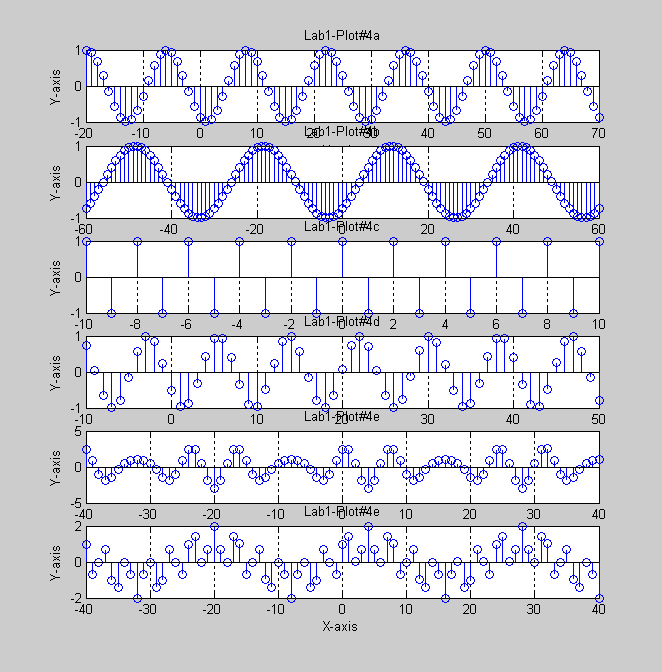 Lab1-Plot#4a
1
0
-1
Y-axis
-20 -10 0 10 20 30 40 50 60 70
Lab1-Plot#4b
1
0
-1
Y-axis
-60 -40 -20 0 20 40 60
Lab1-Plot#4c
1
0
-1
Y-axis
-10 -8 -6 -4 -2 0 2 4 6 8 10
Lab1-Plot#4d
1
0
-1
Y-axis
-10 0 10 20 30 40 50
Lab1-Plot#4e
5
0
-5
Y-axis
-40 -30 -20 -10 0 10 20 30 40
Lab1-Plot#4e
2
0
-2
Y-axis
-40 -30 -20 -10 0 10 20 30 40
X-axis